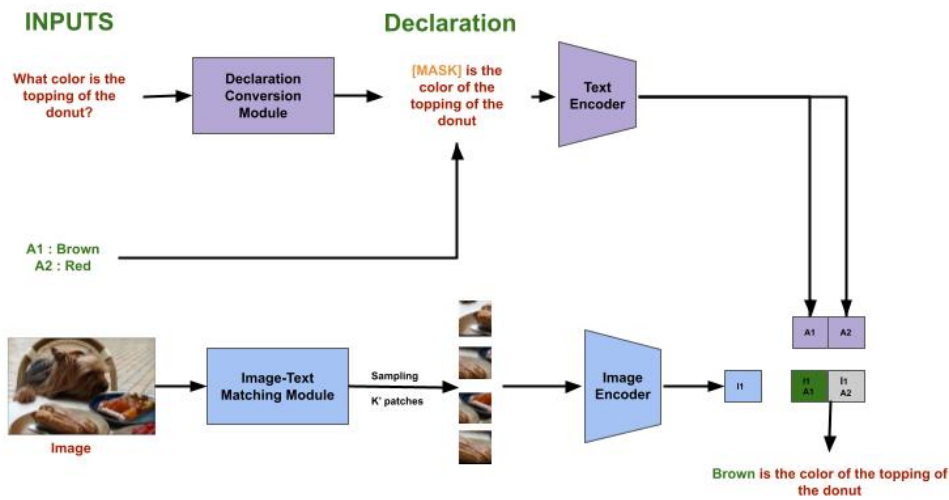 INPUTS
Declaration
What color is the
topping of the
donut?
Declaration
Conversion
Module
[MASK] is the
color of the
topping of the
donut
Text
Encoder
A1 : Brown
A2 : Red
Image
Image-Text
Matching Module
Sampling
K' patches
Image
Encoder
I1
A1
A2
I1
A1
I1
A2
Brown is the color of the topping of
the donut